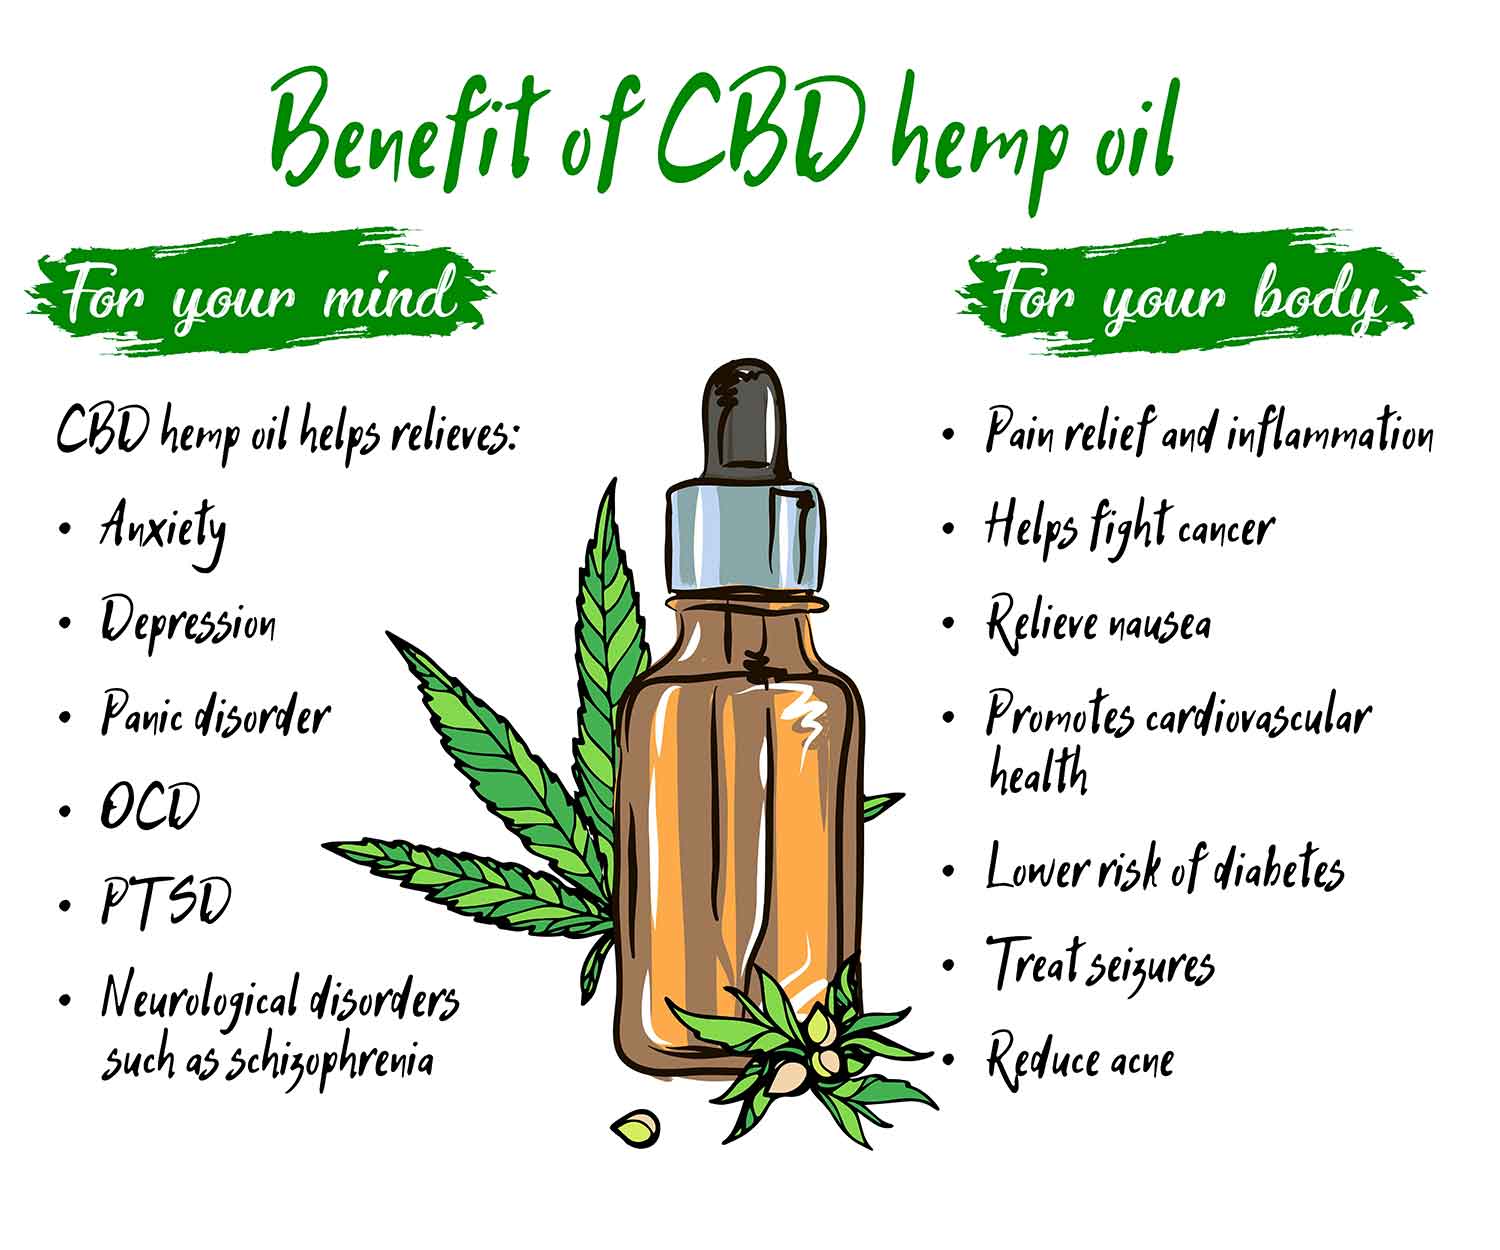 Benefit of CBD hemp oil
For your mind
CBD hemp oil helps relieves:
• Anxiety
• Depression
• Panic disorder
• OCD
• PTSD
• Neurological disorders
such as schizophrenia
For your body
• Pain relief and inflammation
• Helps fight cancer
• Relieve nausea
• Promotes cardiovascular
health
• Lower risk of diabetes
• Treat seizures
• Reduce acne